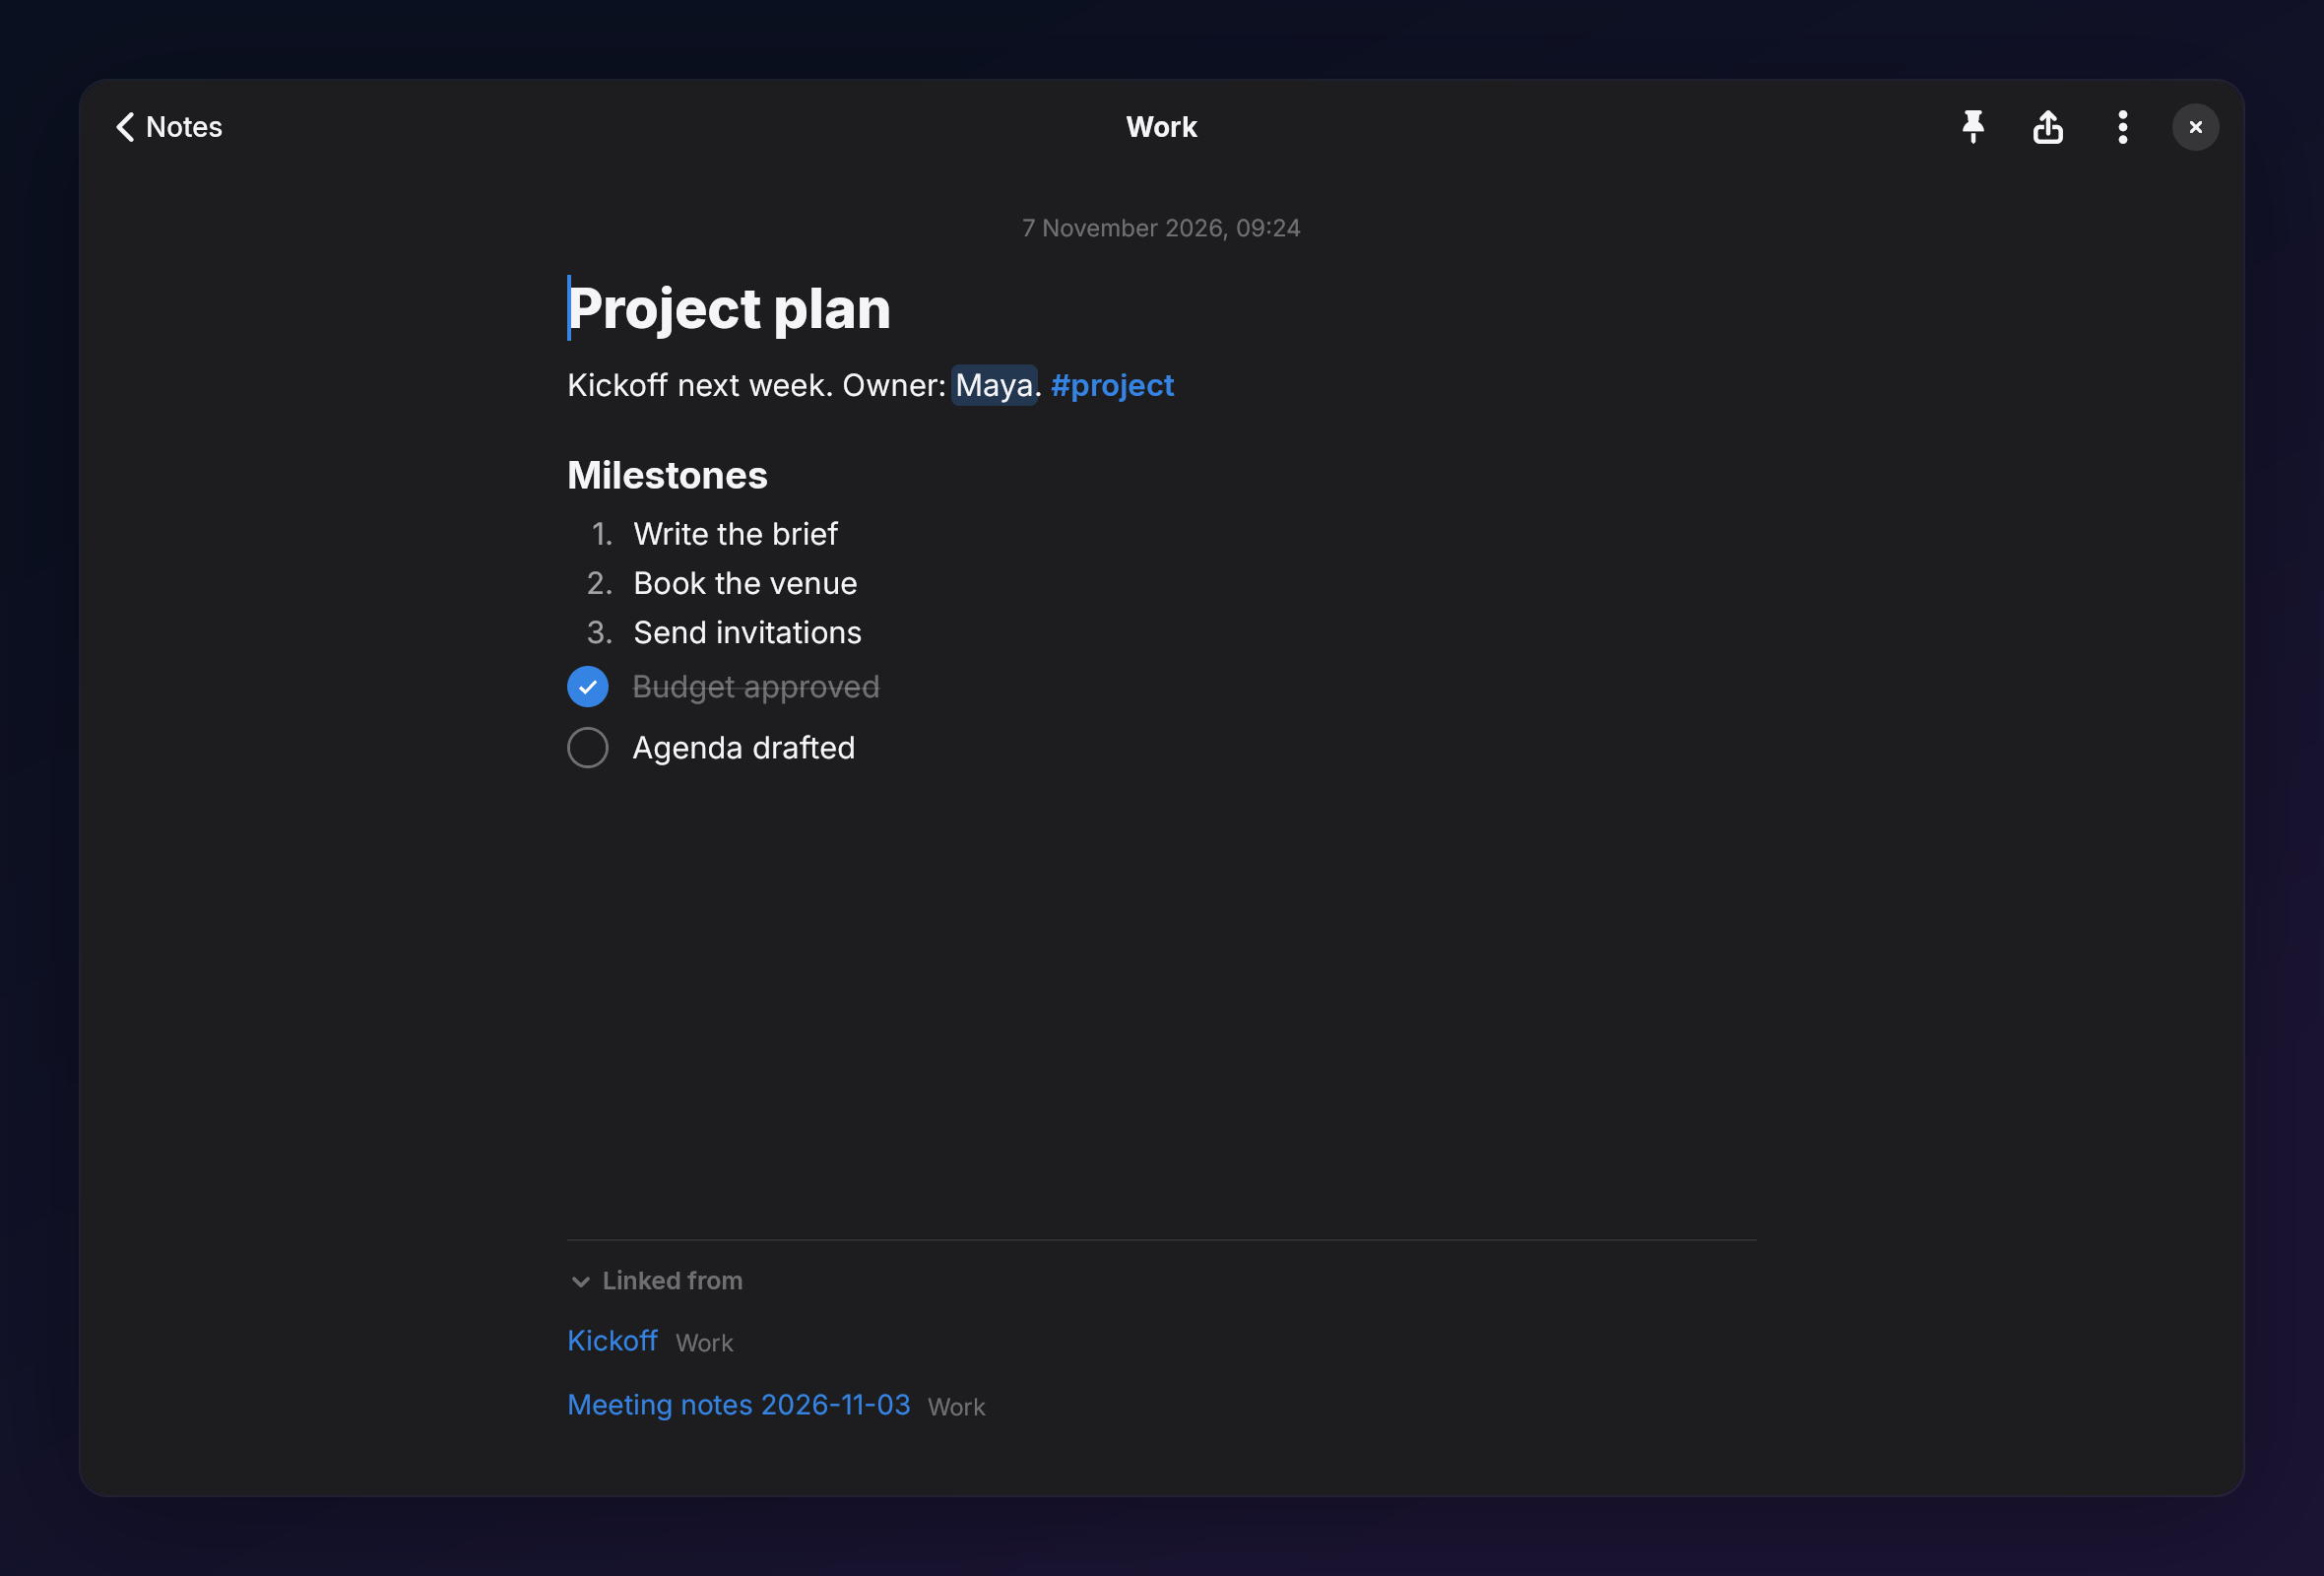 Notes
Work
7 November 2026, 09:24
Project plan
Kickoff next week. Owner: Maya. #project
Milestones
1. Write the brief
2. Book the venue
3. Send invitations
Budget approved
Agenda drafted
Linked from
Kickoff Work
Meeting notes 2026-11-03 Work